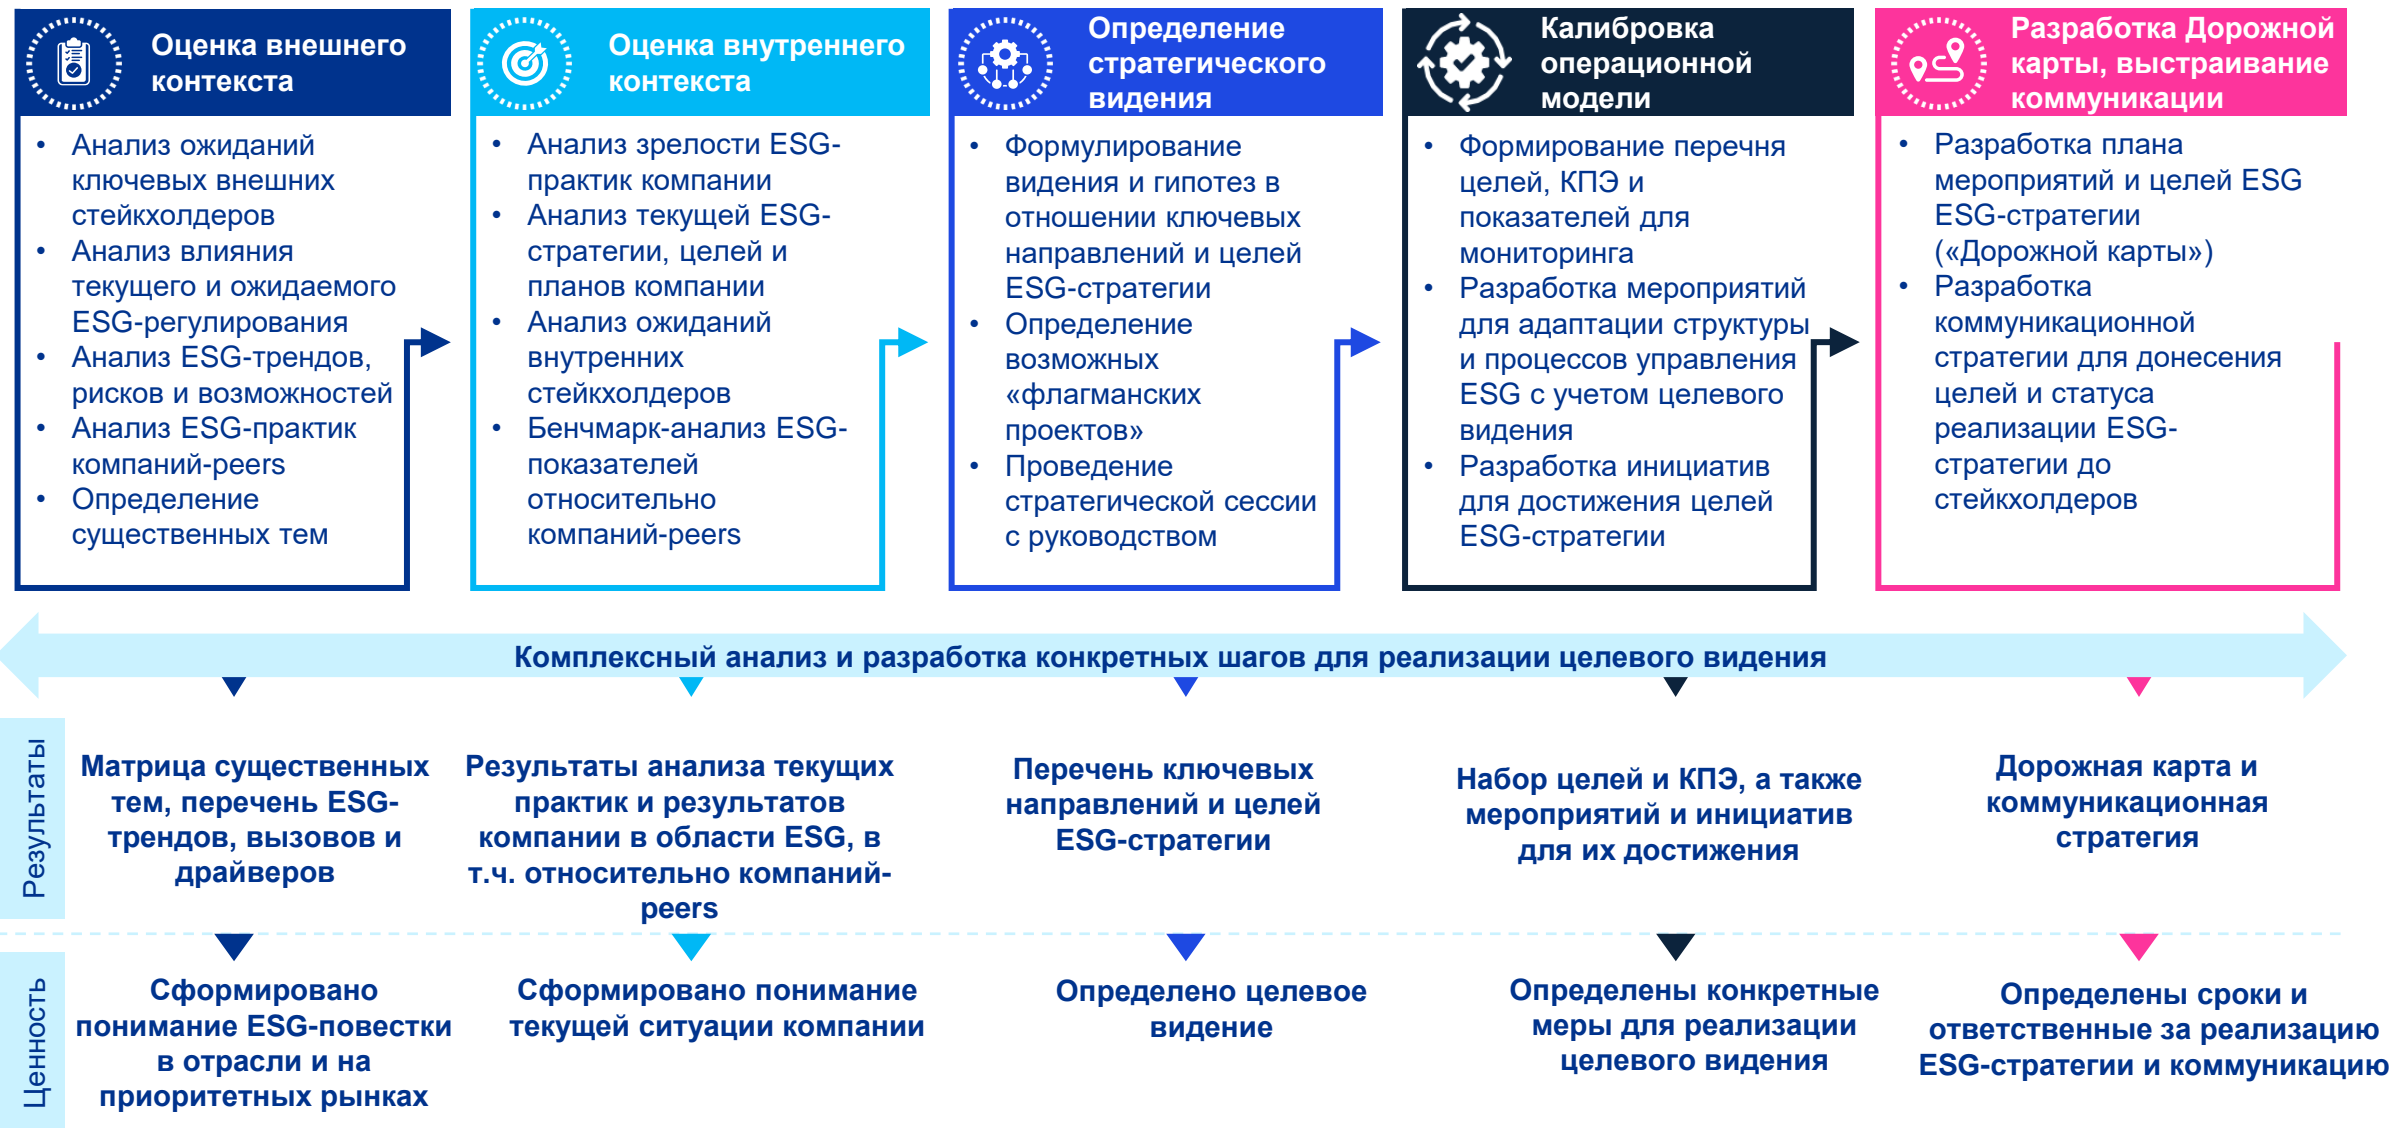 Оценка внешнего
контекста
• Анализ ожиданий
ключевых внешних
стейкхолдеров
• Анализ влияния
текущего и ожидаемого
ESG-регулирования
• Анализ ESG-трендов,
рисков и возможностей
• Анализ ESG-практик
компаний-peers
• Определение
существенных тем
Оценка внутреннего
контекста
• Анализ зрелости ESG-
практик компании
• Анализ текущей ESG-
стратегии, целей и
планов компании
• Анализ ожиданий
внутренних
стейкхолдеров
• Бенчмарк-анализ ESG-
показателей
относительно
компаний-peers
Определение
стратегического
видения
• Формулирование
видения и гипотез в
отношении ключевых
направлений и целей
ESG-стратегии
• Определение
возможных
«флагманских
проектов»
• Проведение
стратегической сессии
с руководством
Калибровка
операционной
модели
• Формирование перечня
целей, КПЭ и
показателей для
мониторинга
• Разработка мероприятий
для адаптации структуры
и процессов управления
ESG с учетом целевого
видения
• Разработка инициатив
для достижения целей
ESG-стратегии
Разработка Дорожной
карты, выстраивание
коммуникации
• Разработка плана
мероприятий и целей ESG
ESG-стратегии
(«Дорожной карты»)
• Разработка
коммуникационной
стратегии для донесения
целей и статуса
реализации ESG-
стратегии до
стейкхолдеров
Комплексный анализ и разработка конкретных шагов для реализации целевого видения
Результаты
Матрица существенных
тем, перечень ESG-
трендов, вызовов и
драйверов
Результаты анализа текущих
практик и результатов
компании в области ESG, в
т.ч. относительно компаний-
peers
Перечень ключевых
направлений и целей
ESG-стратегии
Набор целей и КПЭ, а также
мероприятий и инициатив
для их достижения
Дорожная карта и
коммуникационная
стратегия
Ценность
Сформировано
понимание ESG-повестки
в отрасли и на
приоритетных рынках
Сформировано понимание
текущей ситуации компании
Определено целевое
видение
Определены конкретные
меры для реализации
целевого видения
Определены сроки и
ответственные за реализацию
ESG-стратегии и коммуникацию